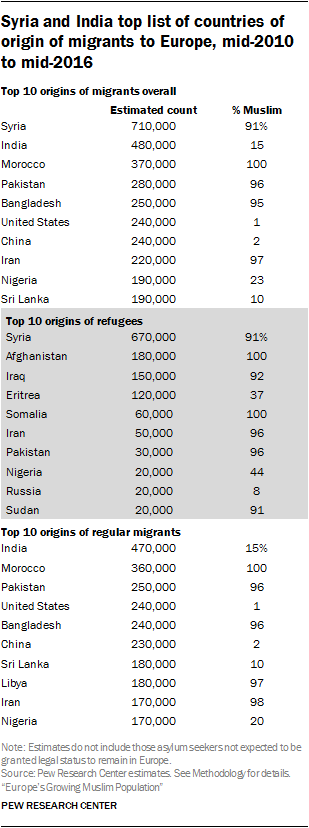 Syria and India top list of countries of
origin of migrants to Europe, mid-2010
to mid-2016
Top 10 origins of migrants overall
Estimated count % Muslim
Syria 710,000 91%
India 480,000 15
Morocco 370,000 100
Pakistan 280,000 96
Bangladesh 250,000 95
United States 240,000 1
China 240,000 2
Iran 220,000 97
Nigeria 190,000 23
Sri Lanka 190,000 10
Top 10 origins of refugees
Syria 670,000 91%
Afghanistan 180,000 100
Iraq 150,000 92
Eritrea 120,000 37
Somalia 60,000 100
Iran 50,000 96
Pakistan 30,000 96
Nigeria 20,000 44
Russia 20,000 8
Sudan 20,000 91
Top 10 origins of regular migrants
India 470,000 15%
Morocco 360,000 100
Pakistan 250,000 96
United States 240,000 1
Bangladesh 240,000 96
China 230,000 2
Sri Lanka 180,000 10
Libya 180,000 97
Iran 170,000 98
Nigeria 170,000 20
Note: Estimates do not include those asylum seekers not expected to be
granted legal status to remain in Europe.
Source: Pew Research Center estimates. See Methodology for details.
“Europe’s Growing Muslim Population”
PEW RESEARCH CENTER